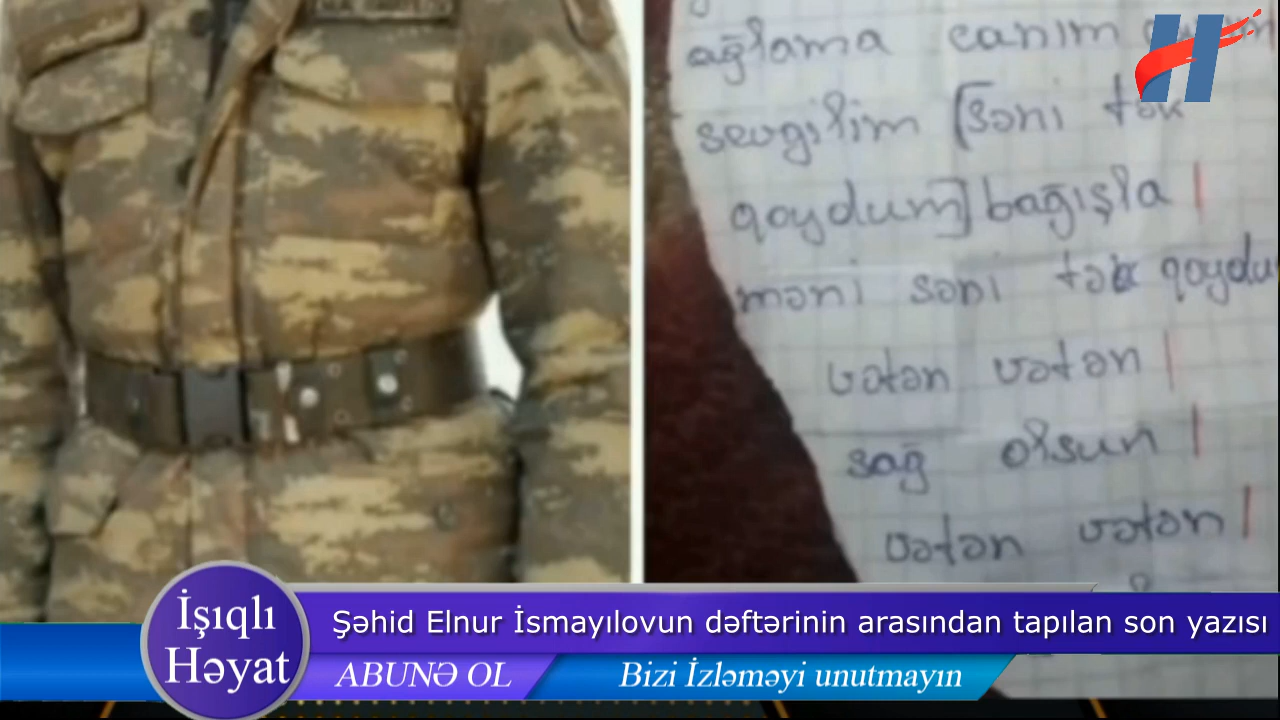 ağlama canım
sevgilim [səni tək
qoydum] bağışla!
məni səni tək qoydu
vətən vətən!
sağ olsun!
vətən vətən!
H
İşıqlı
Həyat
Şəhid Elnur İsmayılovun dəftərinin arasından tapılan son yazısı
ABUNƏ OL
Bizi İzləməyi unutmayın